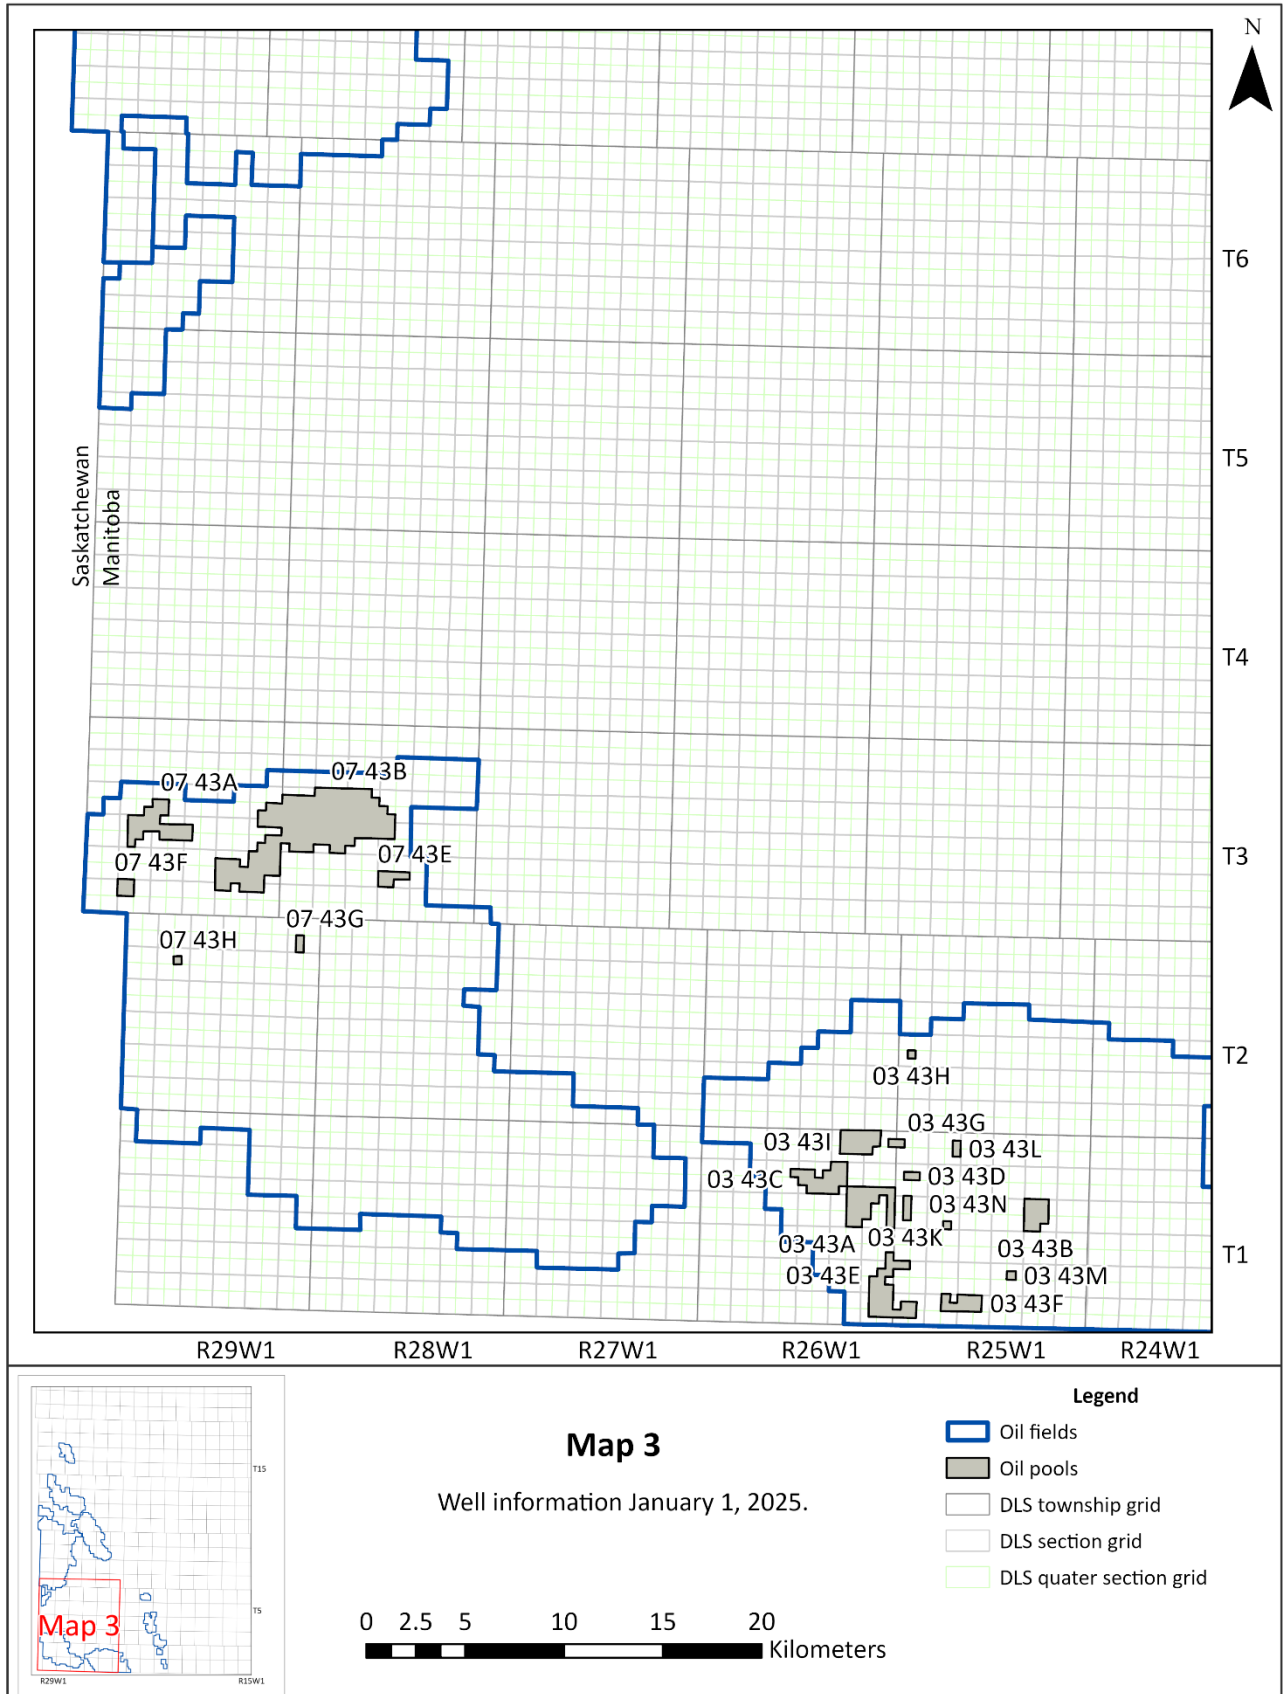 N
T6
Saskatchewan
Manitoba
T5
T4
07 43A
07 43B
07 43F
07 43E
T3
07 43G
07 43H
T2
03 43H
03 43G
03 43I
03 43L
03 43C
03 43D
03 43N
03 43A
03 43K
03 43B
T1
03 43E
03 43M
03 43F
R29W1
R28W1
R27W1
R26W1
R25W1
R24W1
T15
T5
Map 3
R29W1
R15W1
Map 3
Well information January 1, 2025.
0 2.5 5 10 15 20
Kilometers
Legend
Oil fields
Oil pools
DLS township grid
DLS section grid
DLS quater section grid